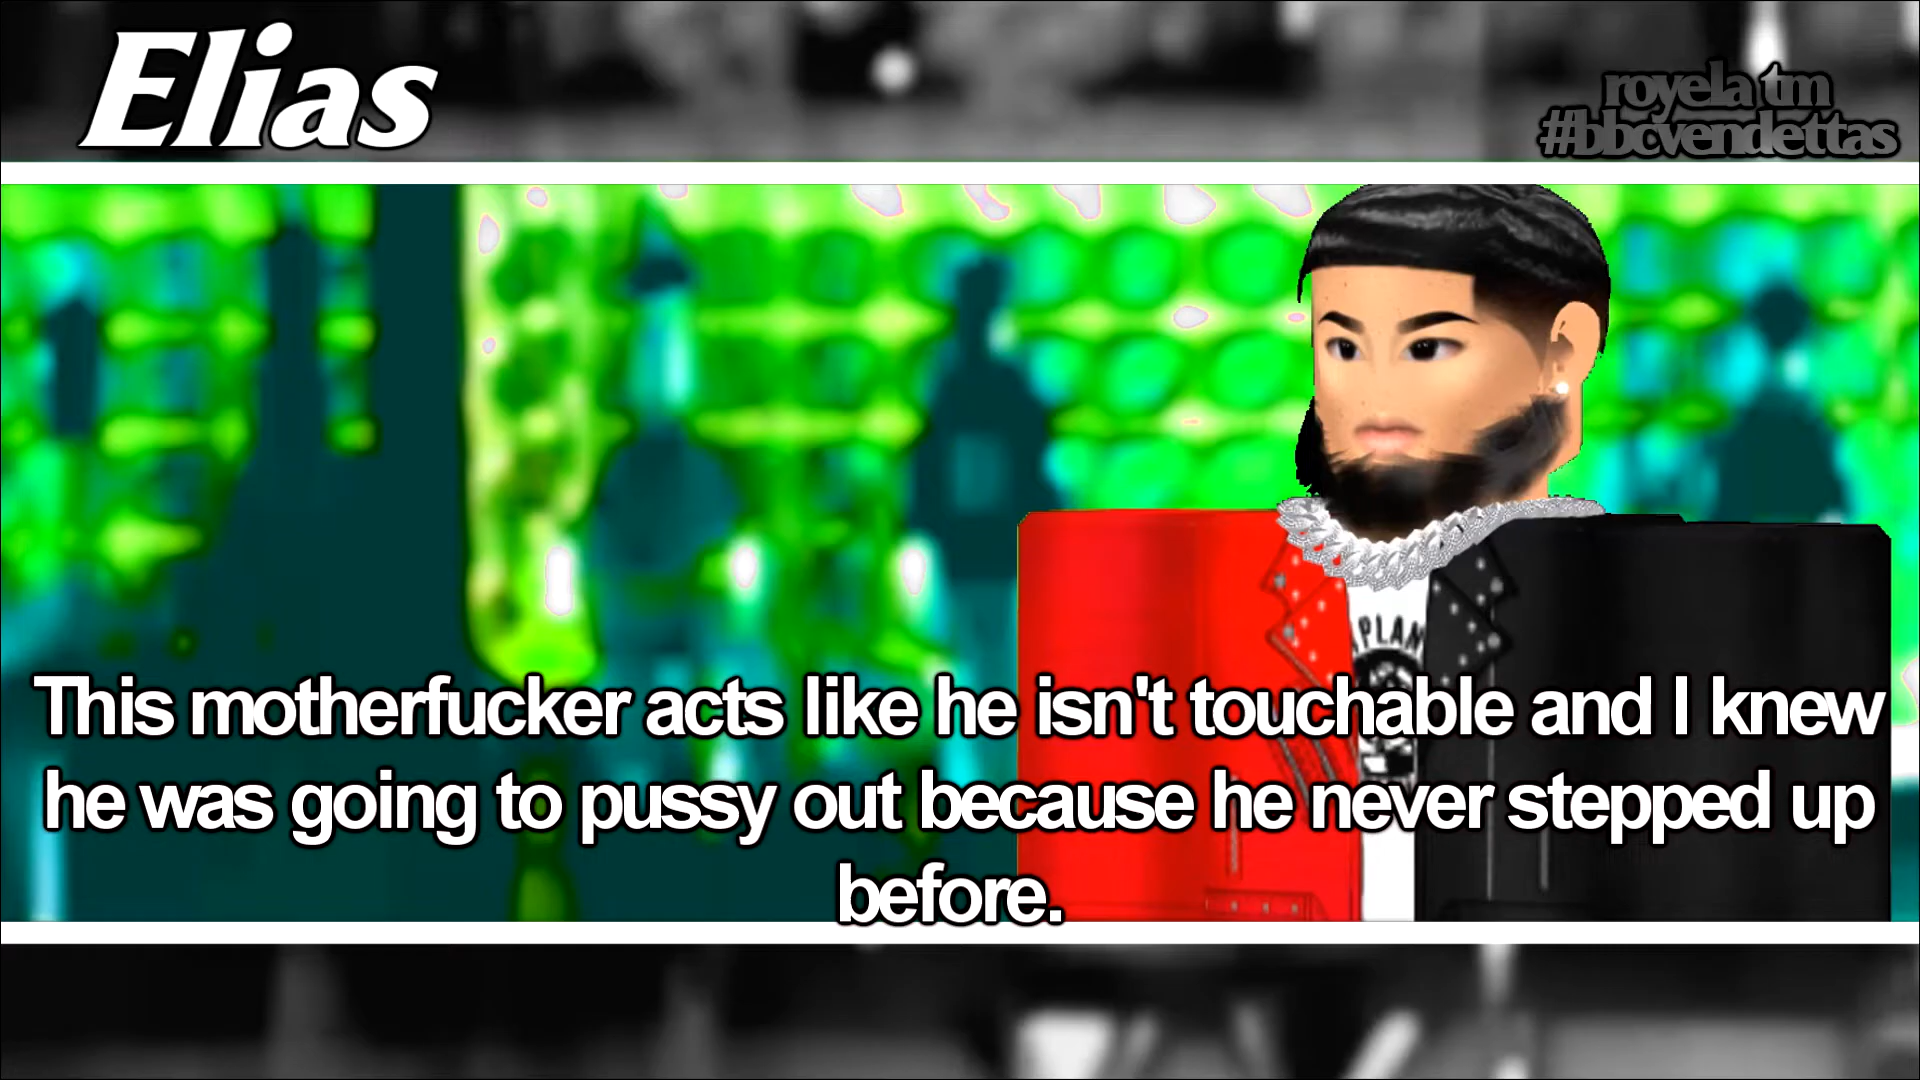 Elias
royela tm
#bbcvendettas
PLAN
This motherfucker acts like he isn't touchable and I knew
he was going to pussy out because he never stepped up
before.